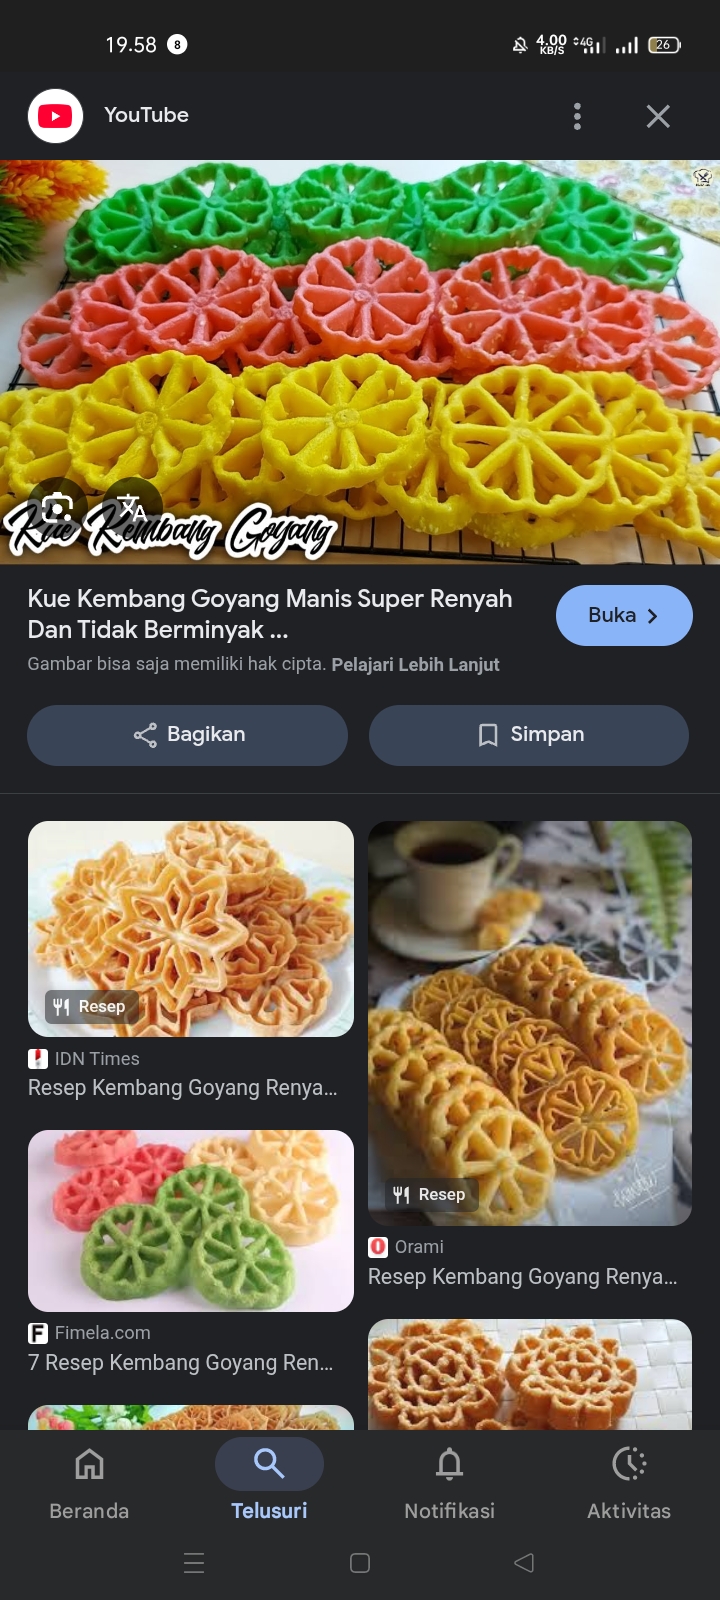 19.58
8
4.00
KB/S
4G
26
YouTube
Kue Kembang Goyang
Kue Kembang Goyang Manis Super Renyah
Dan Tidak Berminyak ...
Buka
Gambar bisa saja memiliki hak cipta. Pelajari Lebih Lanjut
Bagikan
Simpan
Resep
IDN Times
Resep Kembang Goyang Renya...
Resep
Orami
Resep Kembang Goyang Renya...
F
Fimela.com
7 Resep Kembang Goyang Ren...
Beranda
Telusuri
Notifikasi
Aktivitas